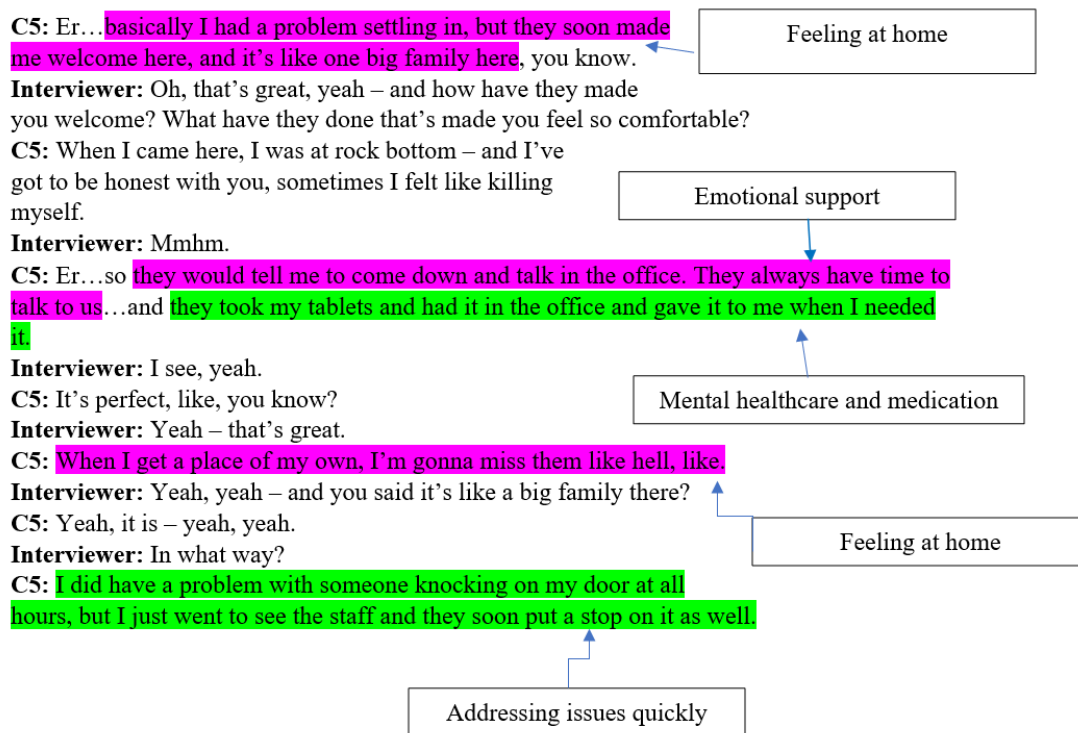 C5: Er…basically I had a problem settling in, but they soon made
me welcome here, and it’s like one big family here, you know.
Feeling at home
Interviewer: Oh, that’s great, yeah – and how have they made
you welcome? What have they done that’s made you feel so comfortable?
C5: When I came here, I was at rock bottom – and I’ve
got to be honest with you, sometimes I felt like killing
myself.
Emotional support
Interviewer: Mmhm.
C5: Er…so they would tell me to come down and talk in the office. They always have time to
talk to us…and they took my tablets and had it in the office and gave it to me when I needed
it.
Interviewer: I see, yeah.
Mental healthcare and medication
C5: It’s perfect, like, you know?
Interviewer: Yeah – that’s great.
C5: When I get a place of my own, I’m gonna miss them like hell, like.
Interviewer: Yeah, yeah – and you said it’s like a big family there?
C5: Yeah, it is – yeah, yeah.
Feeling at home
Interviewer: In what way?
C5: I did have a problem with someone knocking on my door at all
hours, but I just went to see the staff and they soon put a stop on it as well.
Addressing issues quickly